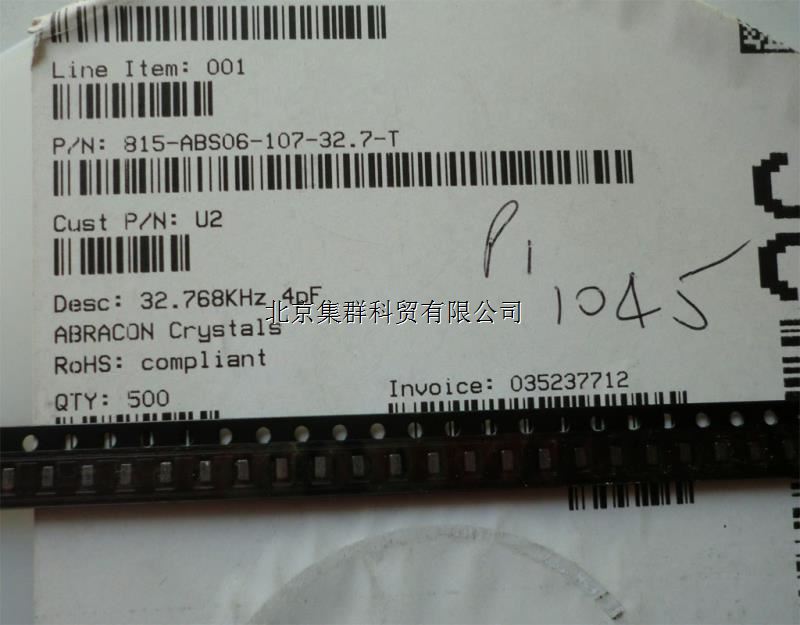 Line Item: 001
P/N: 815-ABS06-107-32.7-T
Cust P/N: U2
Pi
1045
Desc: 32.768KHz 4pF
北京集群科贸有限公司
ABRACON Crystals
RoHS: compliant
QTY: 500
Invoice: 035237712